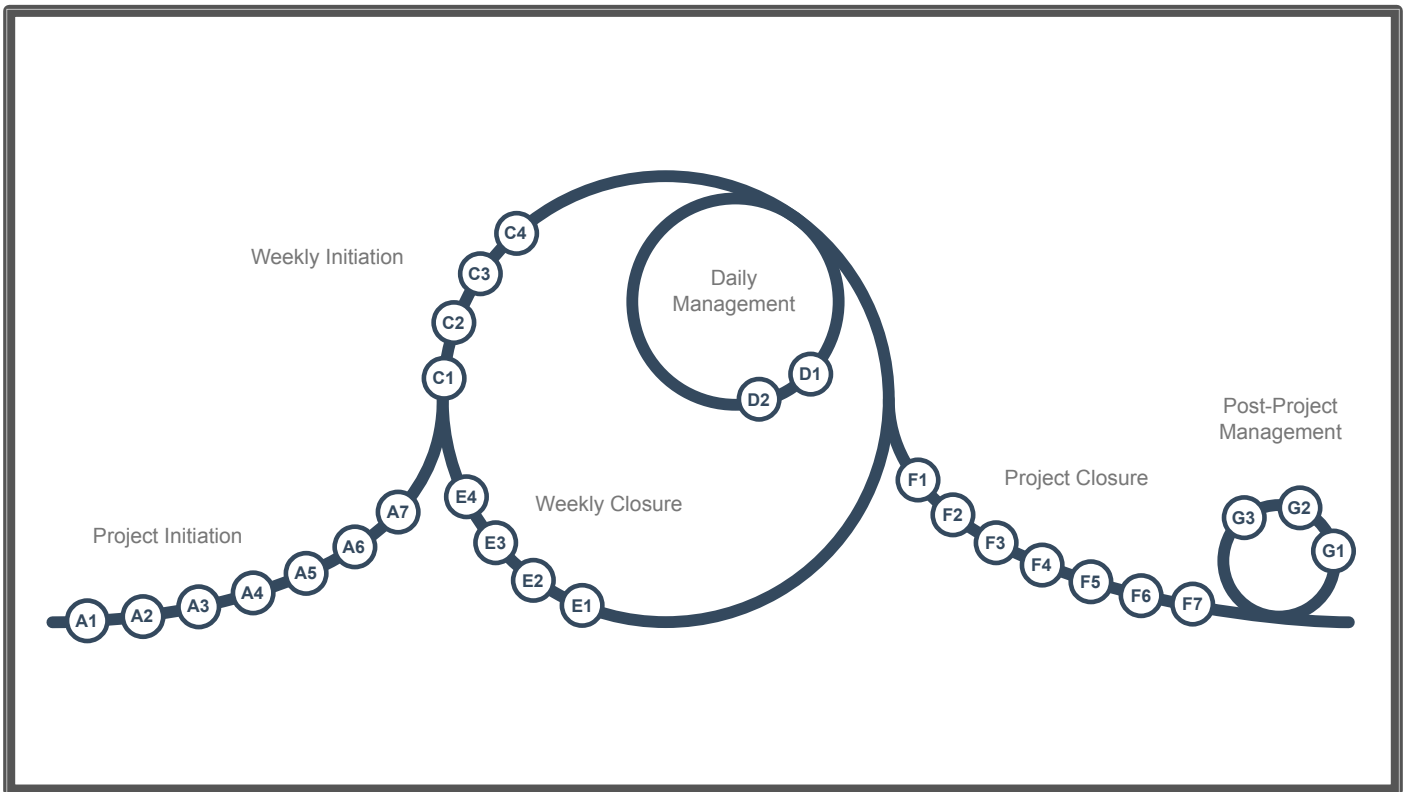 Weekly Initiation
C4
C3
C2
C1
Daily
Management
D1
D2
Project Initiation
A1
A2
A3
A4
A5
A6
A7
Weekly Closure
E4
E3
E2
E1
Project Closure
F1
F2
F3
F4
F5
F6
F7
Post-Project
Management
G3
G2
G1